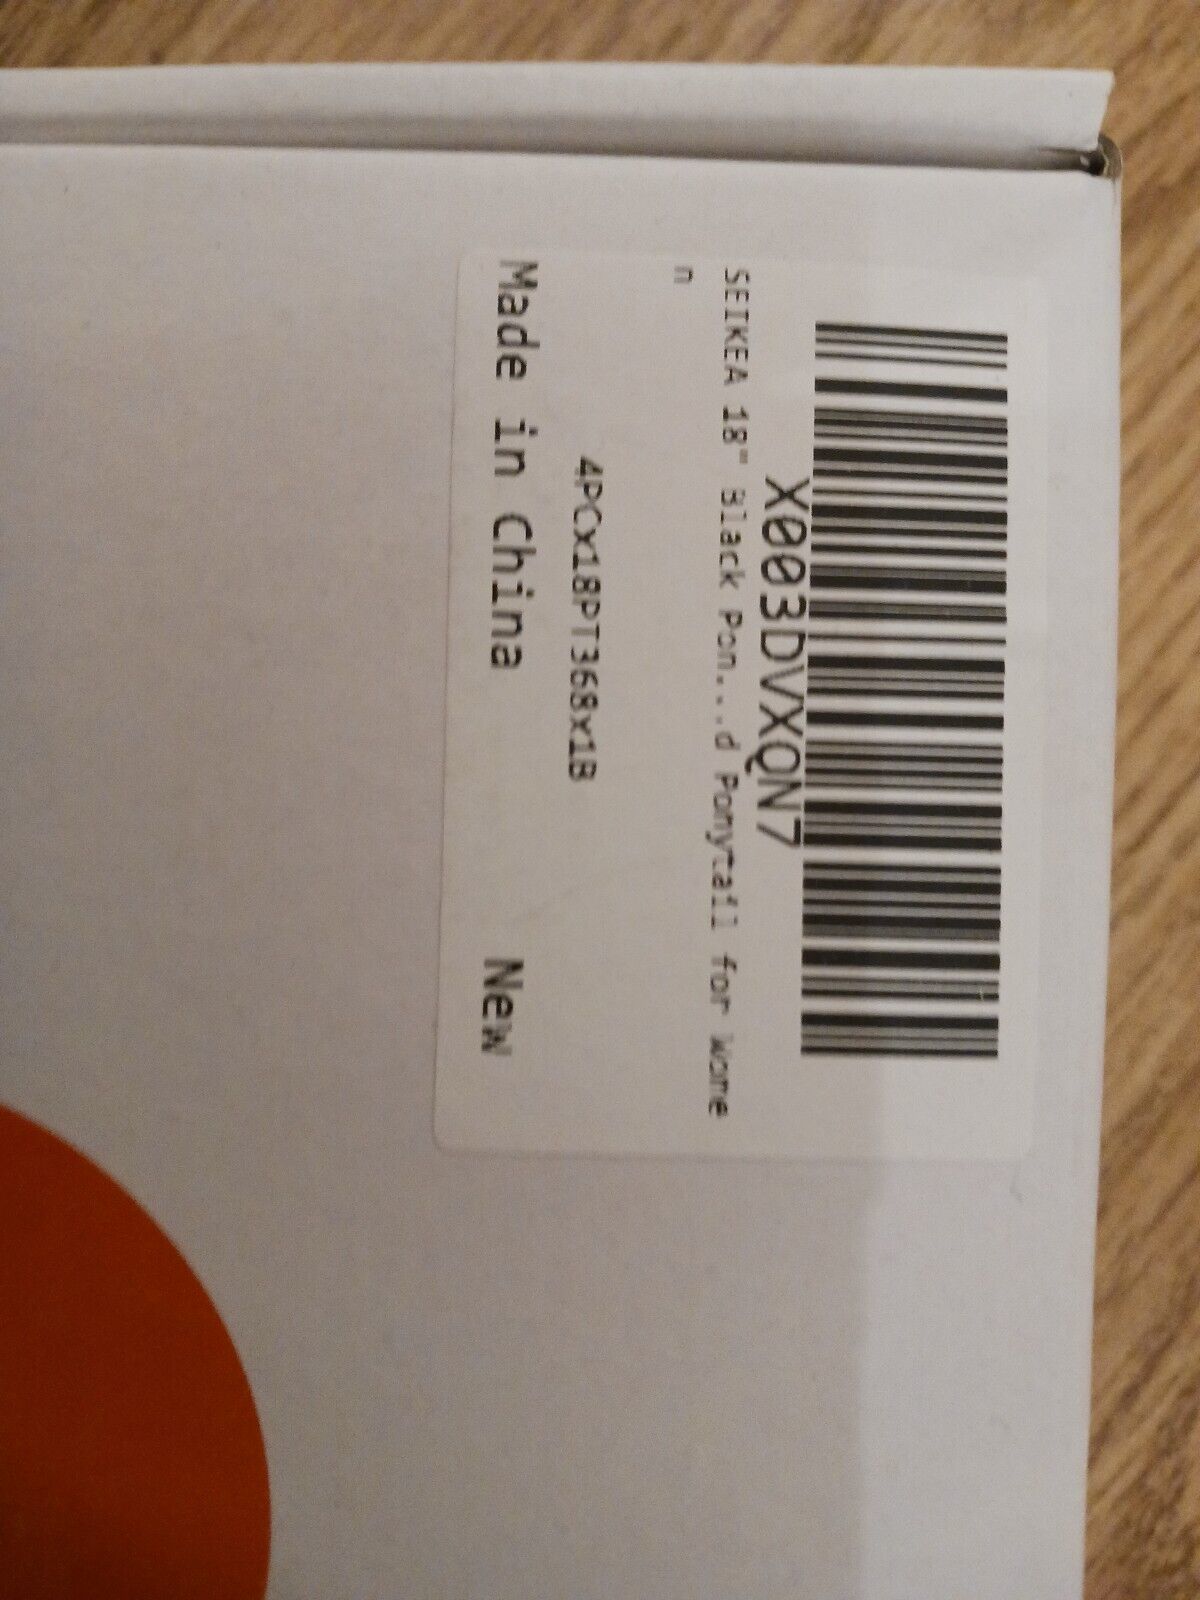 X003DVXQN7
SEIKEA 18" Black Pon...d Ponytail for Wome
n
4PCx18PT368x1B
Made in China New